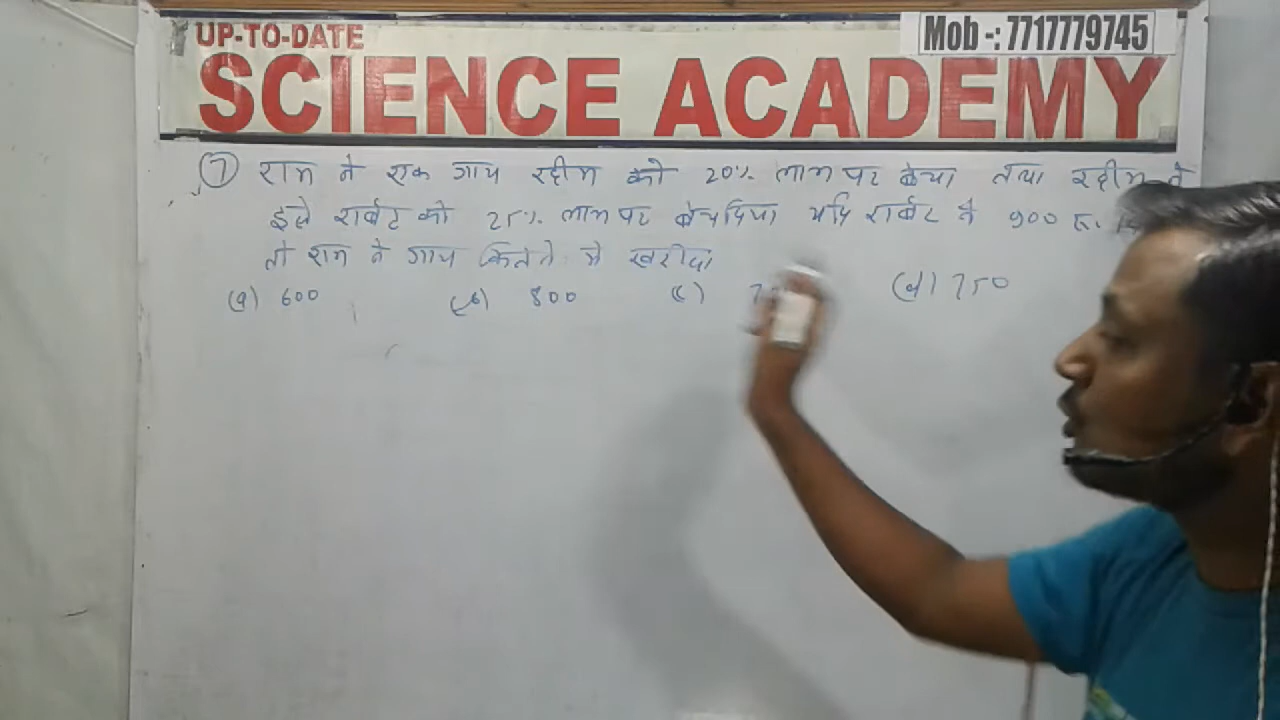 UP-TO-DATE
Mob -: 7717779745
SCIENCE ACADEMY
(7) राम ने एक गाय रहीम को 20% लाभ पर बेचा तथा रहीम ने
इसे रार्बट को 25% लाभ पर बेच दिया यदि रार्बट ने 900 रू.
तो राम ने गाय कितने में खरीदा
(a) 600 (b) 800 (c) (d) 750